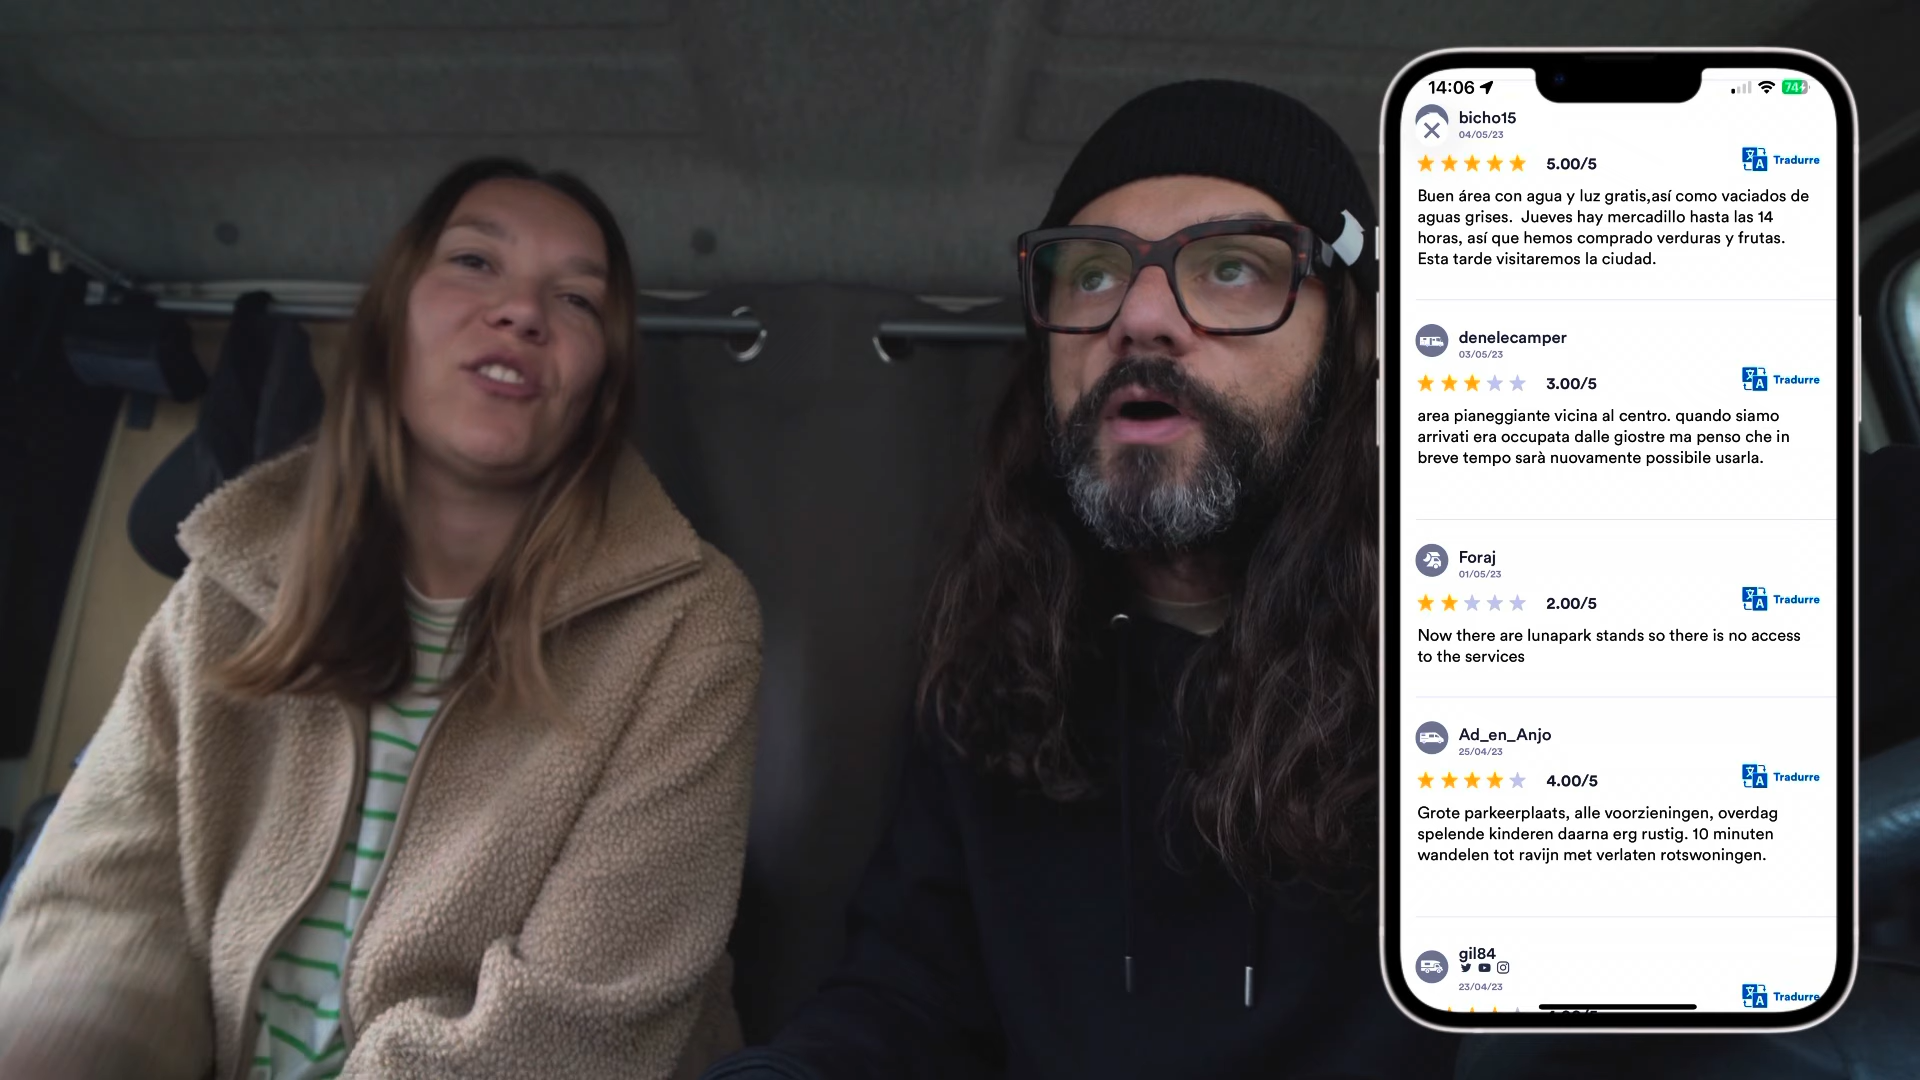 14:06
74
bicho15
04/05/23
5.00/5
Tradurre
Buen área con agua y luz gratis,así como vaciados de
aguas grises.  Jueves hay mercadillo hasta las 14
horas, así que hemos comprado verduras y frutas.
Esta tarde visitaremos la ciudad.
denelecamper
03/05/23
3.00/5
Tradurre
area pianeggiante vicina al centro. quando siamo
arrivati era occupata dalle giostre ma penso che in
breve tempo sarà nuovamente possibile usarla.
Foraj
01/05/23
2.00/5
Tradurre
Now there are lunapark stands so there is no access
to the services
Ad_en_Anjo
25/04/23
4.00/5
Tradurre
Grote parkeerplaats, alle voorzieningen, overdag
spelende kinderen daarna erg rustig. 10 minuten
wandelen tot ravijn met verlaten rotswoningen.
gil84
23/04/23
Tradurre